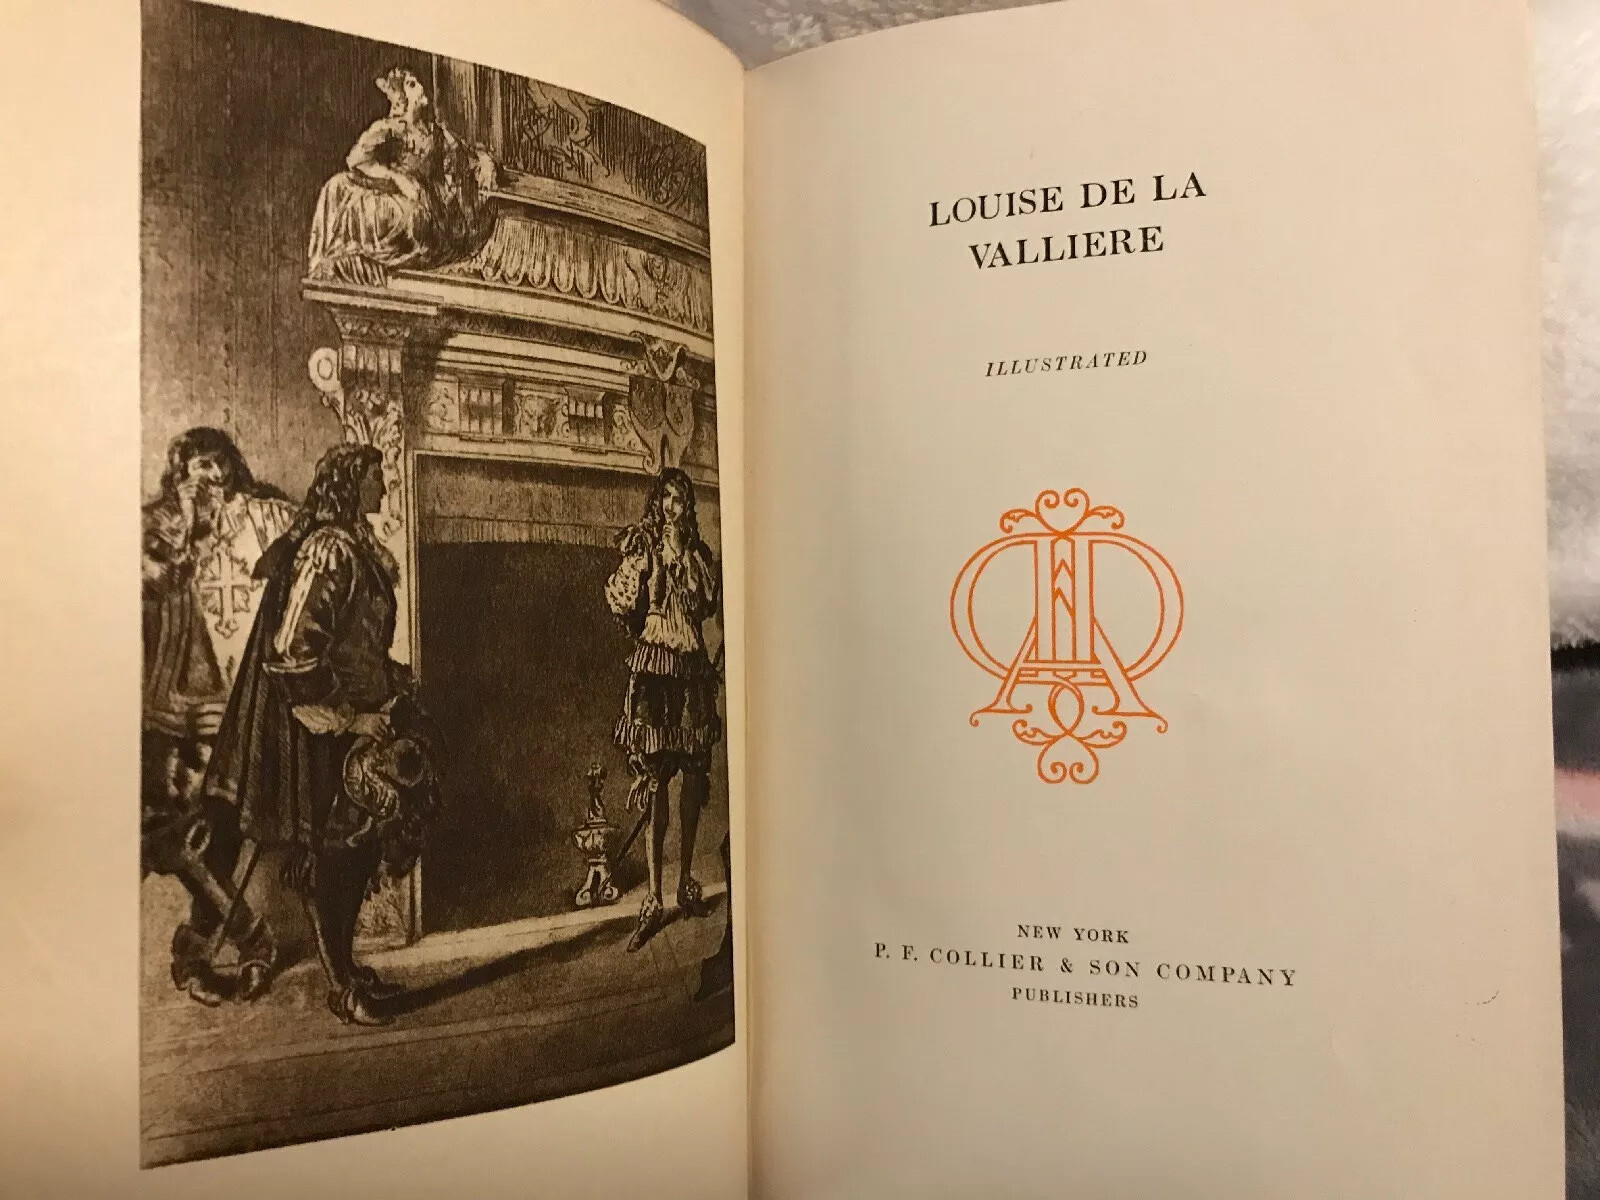 LOUISE DE LA
VALLIERE
ILLUSTRATED
NEW YORK
P. F. COLLIER & SON COMPANY
PUBLISHERS